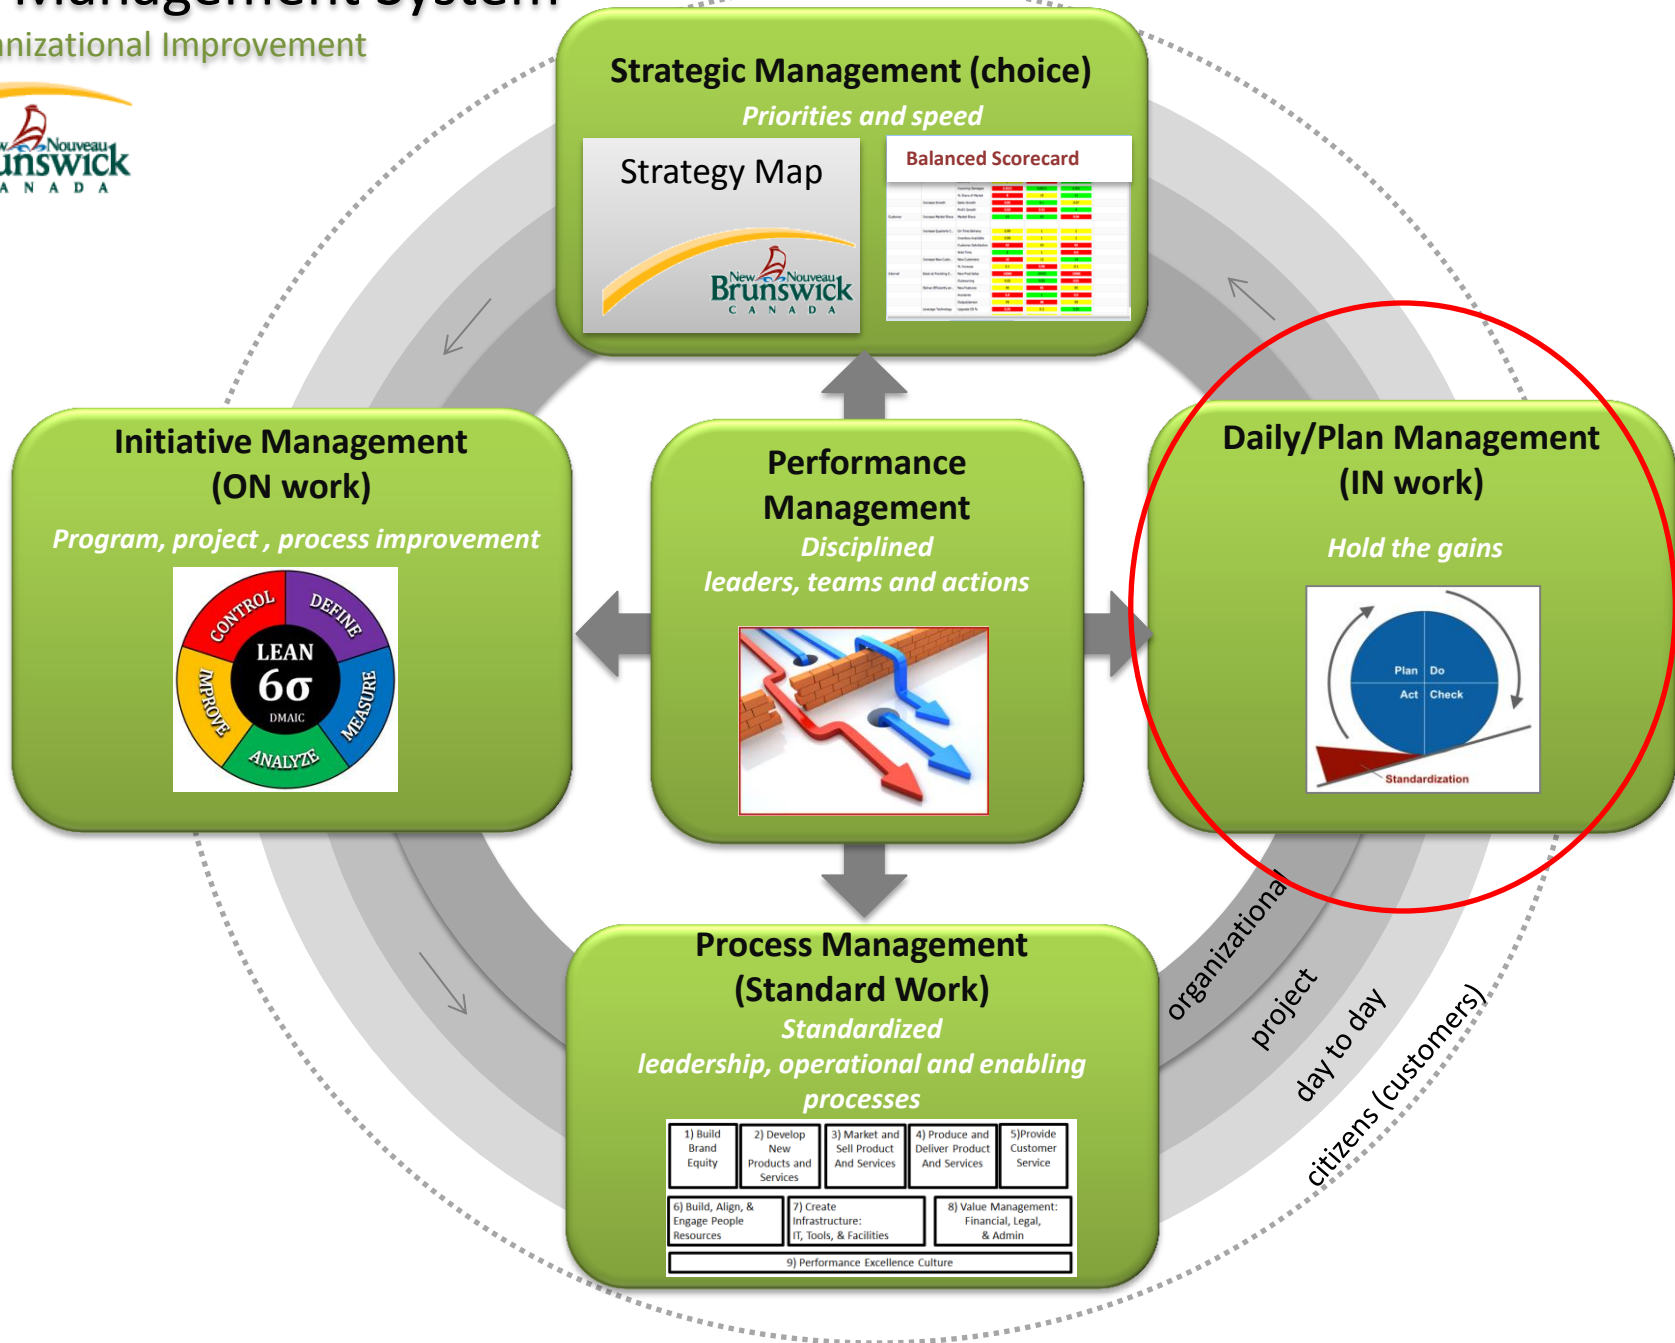 Management System
nizational Improvement
Nouveau
unswick
C A N A D A
Strategic Management (choice)
Priorities and speed
Strategy Map
New Nouveau
Brunswick
C A N A D A
Balanced Scorecard
Initiative Management
(ON work)
Program, project , process improvement
CONTROL
DEFINE
MEASURE
ANALYZE
IMPROVE
LEAN
6σ
DMAIC
Performance
Management
Disciplined
leaders, teams and actions
Daily/Plan Management
(IN work)
Hold the gains
Plan Do
Act Check
Standardization
Process Management
(Standard Work)
Standardized
leadership, operational and enabling
processes
1) Build
Brand
Equity
2) Develop
New
Products and
Services
3) Market and
Sell Product
And Services
4) Produce and
Deliver Product
And Services
5)Provide
Customer
Service
6) Build, Align, &
Engage People
Resources
7) Create
Infrastructure:
IT, Tools, & Facilities
8) Value Management:
Financial, Legal,
& Admin
9) Performance Excellence Culture
organizational
project
day to day
citizens (customers)